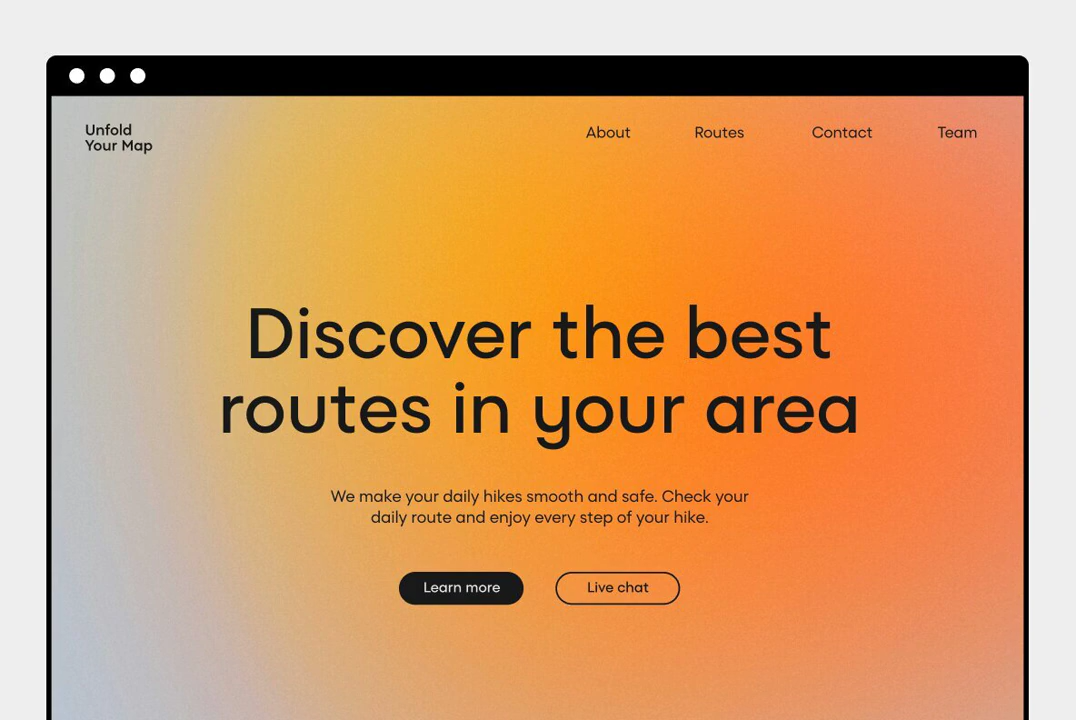 Unfold
Your Map
About Routes Contact Team
Discover the best
routes in your area
We make your daily hikes smooth and safe. Check your
daily route and enjoy every step of your hike.
Learn more Live chat